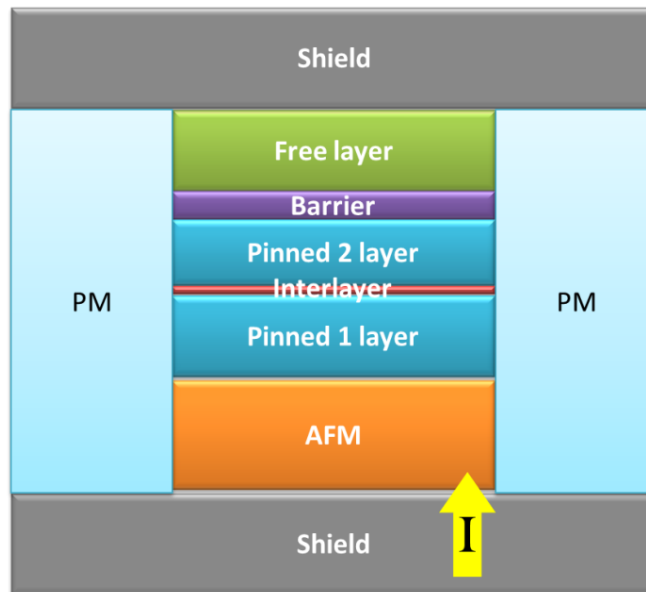 Shield
Free layer
Barrier
Pinned 2 layer
Interlayer
PM
PM
Pinned 1 layer
AFM
I
Shield